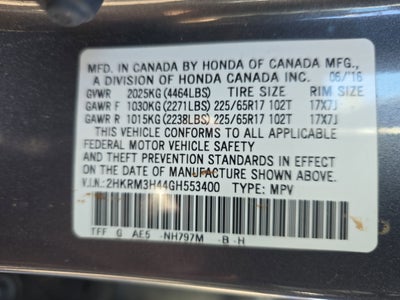 MFD. IN CANADA BY HONDA OF CANADA MFG.,
A DIVISION OF HONDA CANADA INC. 06/'16
GVWR 2025KG (4464LBS) TIRE SIZE RIM SIZE
GAWR F 1030KG (2271LBS) 225/65R17 102T 17X7J
GAWR R 1015KG (2238LBS) 225/65R17 102T 17X7J
THIS VEHICLE CONFORMS TO ALL APPLICABLE
FEDERAL MOTOR VEHICLE SAFETY
AND THEFT PREVENTION STANDARDS IN EFFECT
ON THE DATE OF MANUFACTURE SHOWN ABOVE.
V.I.N.: 2HKRM3H44GH553400 TYPE: MPV
TFF G AE5 -NH797M -B -H